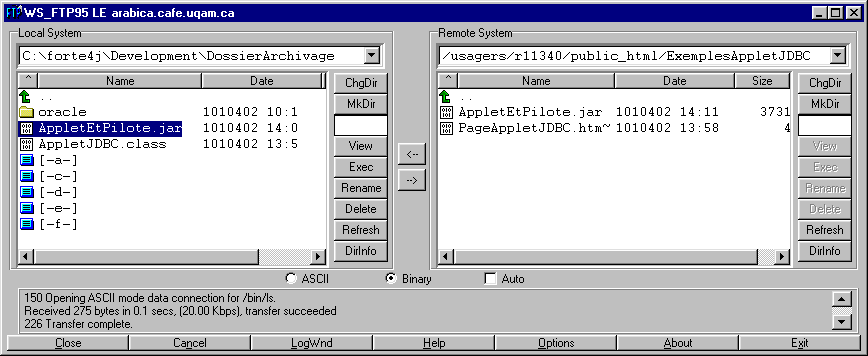 WS_FTP95 LE arabica.cafe.uqam.ca
Local System
C:\forte4j\Development\DossierArchivage
^ Name Date
..
oracle 1010402 10:1
AppletEtPilote.jar 1010402 14:0
AppletJDBC.class 1010402 13:5
[-a-]
[-c-]
[-d-]
[-e-]
[-f-]
ChgDir
MkDir
View
Exec
Rename
Delete
Refresh
DirInfo
<--
-->
Remote System
/usagers/r11340/public_html/ExemplesAppletJDBC
^ Name Date Size
..
AppletEtPilote.jar 1010402 14:11 3731
PageAppletJDBC.htm~ 1010402 13:58 4
ChgDir
MkDir
View
Exec
Rename
Delete
Refresh
DirInfo
ASCII Binary Auto
150 Opening ASCII mode data connection for /bin/ls.
Received 275 bytes in 0.1 secs, (20.00 Kbps), transfer succeeded
226 Transfer complete.
Close Cancel LogWnd Help Options About Exit